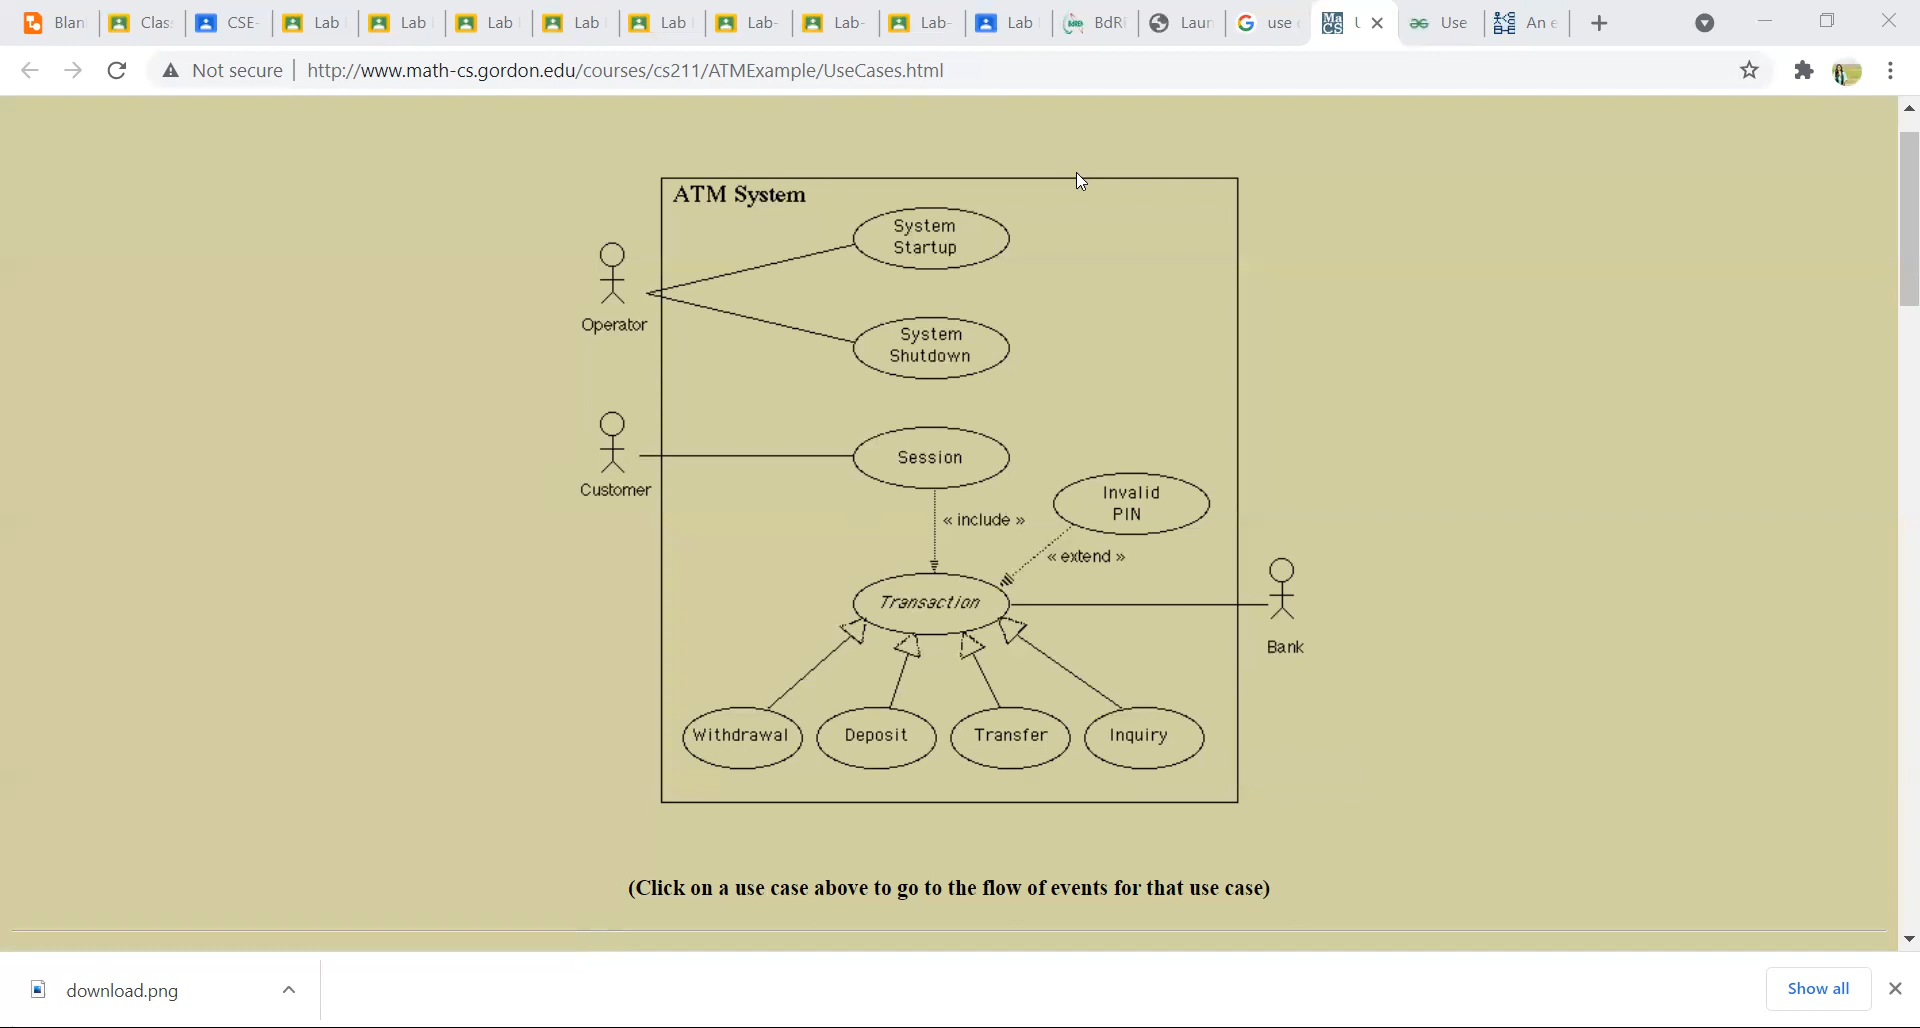 Blan
Clas
CSE-
Lab
Lab
Lab
Lab
Lab
Lab-
Lab-
Lab-
Lab
BdRE
Laun
use c
U
Use
An e
Not secure
http://www.math-cs.gordon.edu/courses/cs211/ATMExample/UseCases.html
ATM System
System
Startup
Operator
System
Shutdown
Customer
Session
Invalid
PIN
« include »
« extend »
Transaction
Bank
Withdrawal
Deposit
Transfer
Inquiry
(Click on a use case above to go to the flow of events for that use case)
download.png
Show all